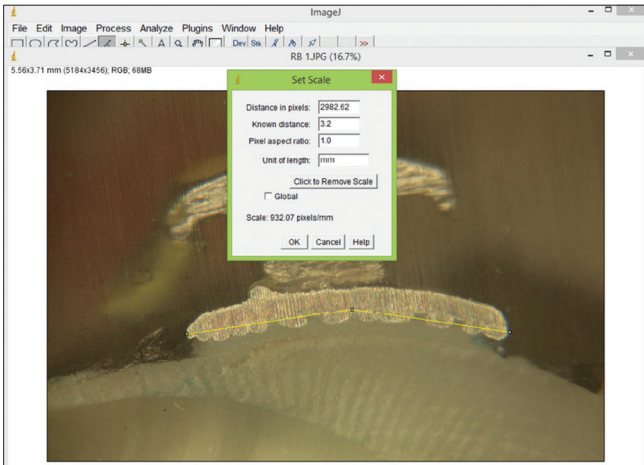 ImageJ
File Edit Image Process Analyze Plugins Window Help
A Dev Stk >>
RB 1.JPG (16.7%)
5.56x3.71 mm (5184x3456); RGB; 68MB
Set Scale
Distance in pixels: 2982.62
Known distance: 3.2
Pixel aspect ratio: 1.0
Unit of length: mm
Click to Remove Scale
Global
Scale: 932.07 pixels/mm
OK Cancel Help